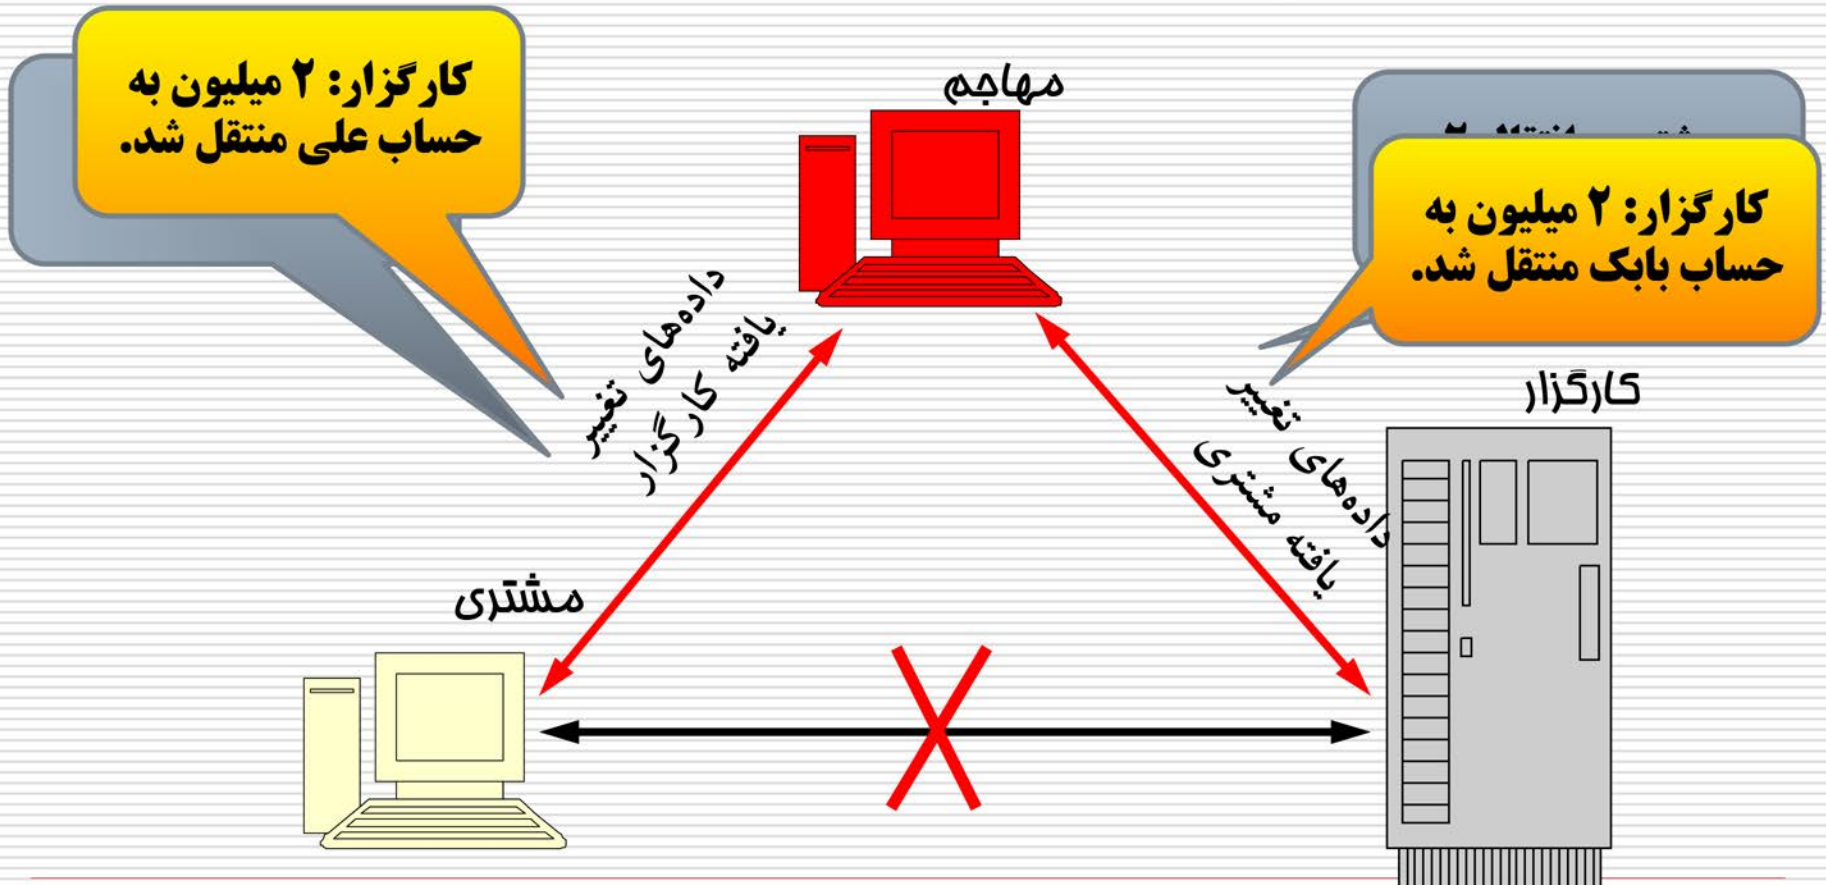 کارگزار: ۲ میلیون به
حساب علی منتقل شد.
مهاجم
کارگزار: ۲ میلیون به
حساب بابک منتقل شد.
داده‌های تغییر
یافته کارگزار
داده‌های تغییر
یافته مشتری
کارگزار
مشتری